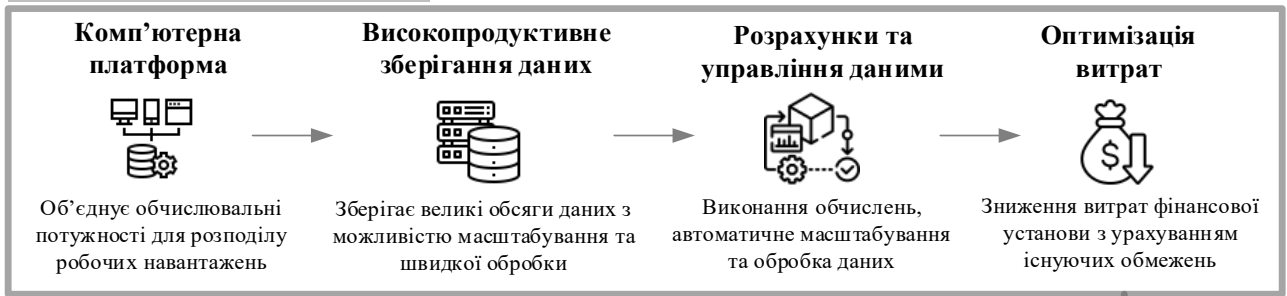 Комп’ютерна
платформа
Об’єднує обчислювальні
потужності для розподілу
робочих навантажень
Високопродуктивне
зберігання даних
Зберігає великі обсяги даних з
можливістю масштабування та
швидкої обробки
Розрахунки та
управління даними
Виконання обчислень,
автоматичне масштабування
та обробка даних
Оптимізація
витрат
$
Зниження витрат фінансової
установи з урахуванням
існуючих обмежень